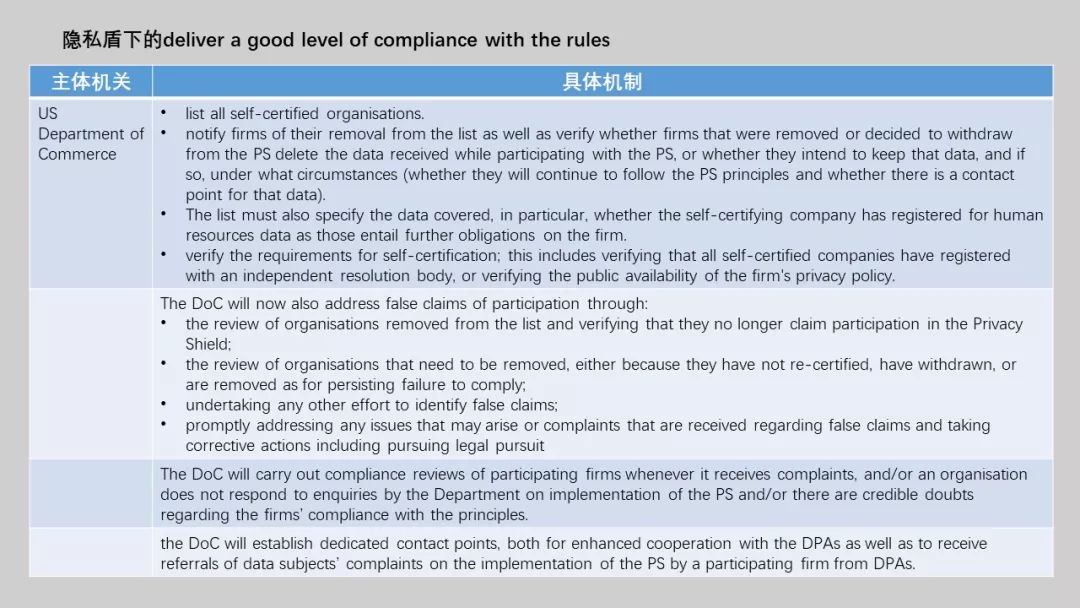 隐私盾下的deliver a good level of compliance with the rules
主体机关
具体机制
US
Department of
Commerce
• list all self-certified organisations.
• notify firms of their removal from the list as well as verify whether firms that were removed or decided to withdraw
from the PS delete the data received while participating with the PS, or whether they intend to keep that data, and if
so, under what circumstances (whether they will continue to follow the PS principles and whether there is a contact
point for that data).
• The list must also specify the data covered, in particular, whether the self-certifying company has registered for human
resources data as those entail further obligations on the firm.
• verify the requirements for self-certification; this includes verifying that all self-certified companies have registered
with an independent resolution body, or verifying the public availability of the firm's privacy policy.
The DoC will now also address false claims of participation through:
• the review of organisations removed from the list and verifying that they no longer claim participation in the Privacy
Shield;
• the review of organisations that need to be removed, either because they have not re-certified, have withdrawn, or
are removed as for persisting failure to comply;
• undertaking any other effort to identify false claims;
• promptly addressing any issues that may arise or complaints that are received regarding false claims and taking
corrective actions including pursuing legal pursuit
The DoC will carry out compliance reviews of participating firms whenever it receives complaints, and/or an organisation
does not respond to enquiries by the Department on implementation of the PS and/or there are credible doubts
regarding the firms' compliance with the principles.
the DoC will establish dedicated contact points, both for enhanced cooperation with the DPAs as well as to receive
referrals of data subjects' complaints on the implementation of the PS by a participating firm from DPAs.